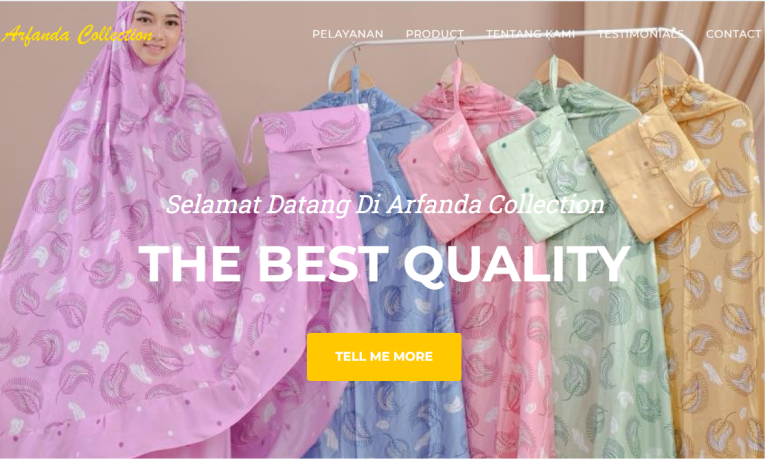 Arfanda Collection
PELAYANAN PRODUCT TENTANG KAMI TESTIMONIALS CONTACT
Selamat Datang Di Arfanda Collection
THE BEST QUALITY
TELL ME MORE